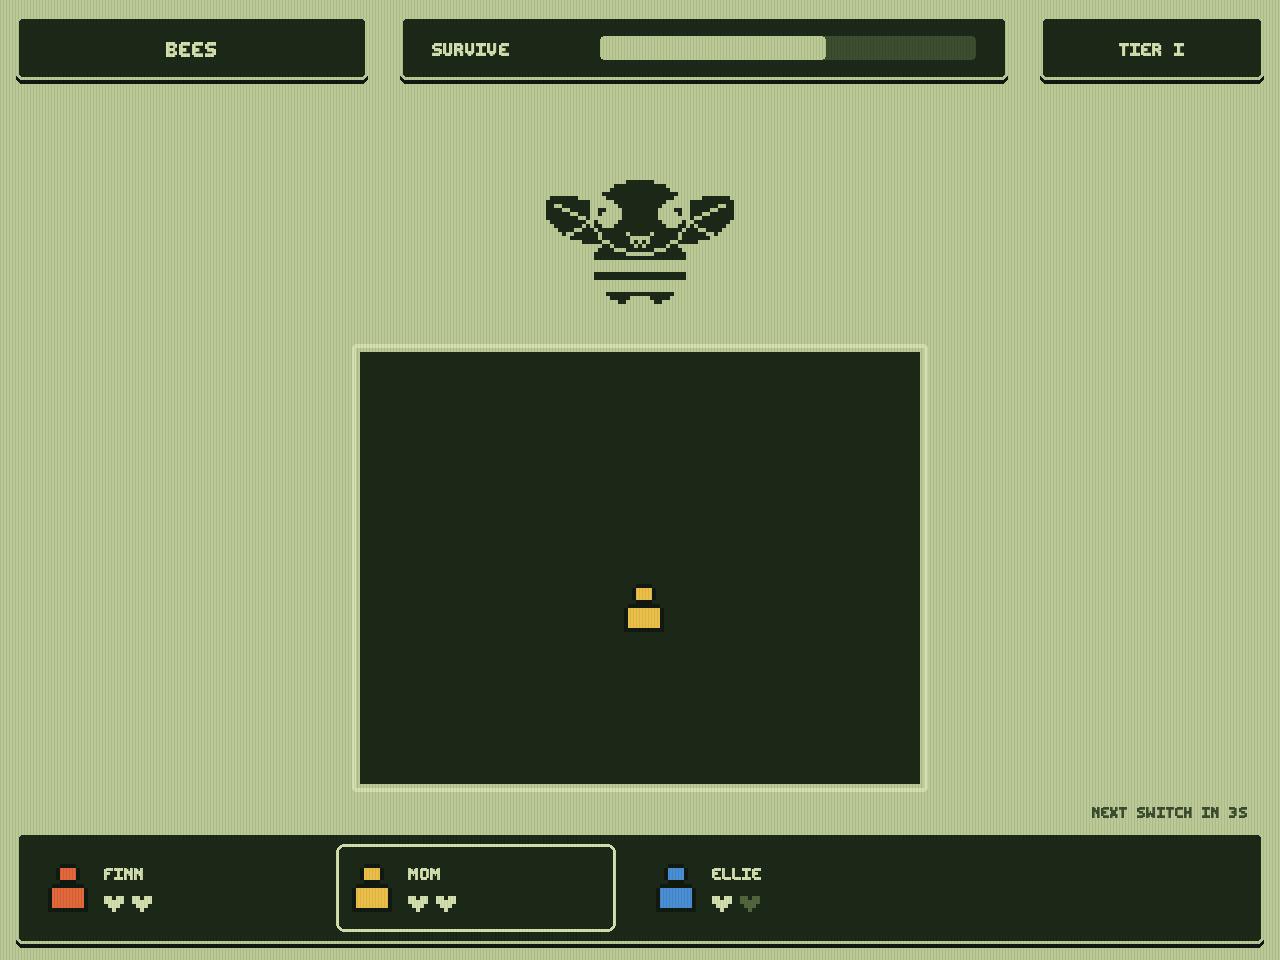 BEES
SURVIVE
TIER I
NEXT SWITCH IN 3S
FINN
MOM
ELLIE